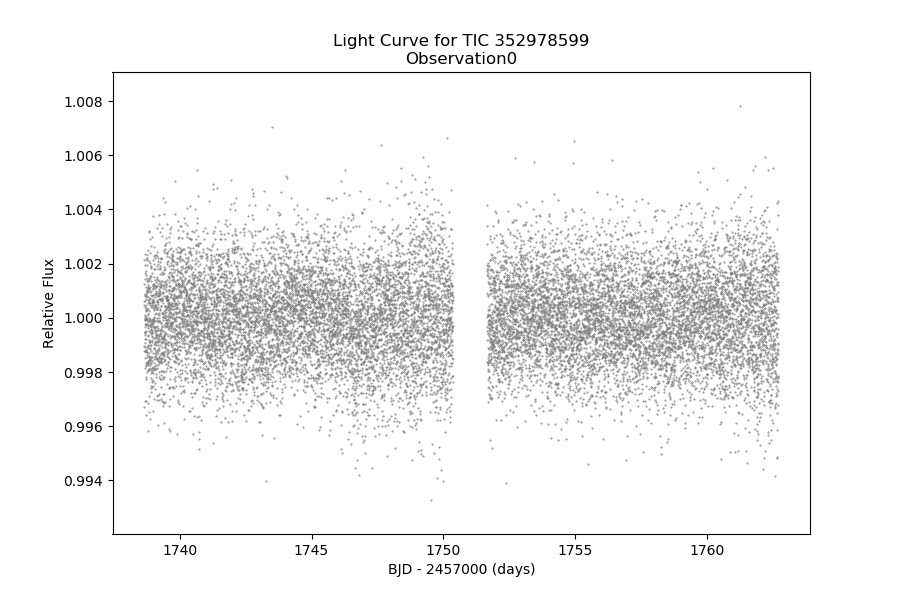 Light Curve for TIC 352978599
Observation0
1.008
1.006
1.004
1.002
1.000
0.998
0.996
0.994
Relative Flux
1740 1745 1750 1755 1760
BJD - 2457000 (days)